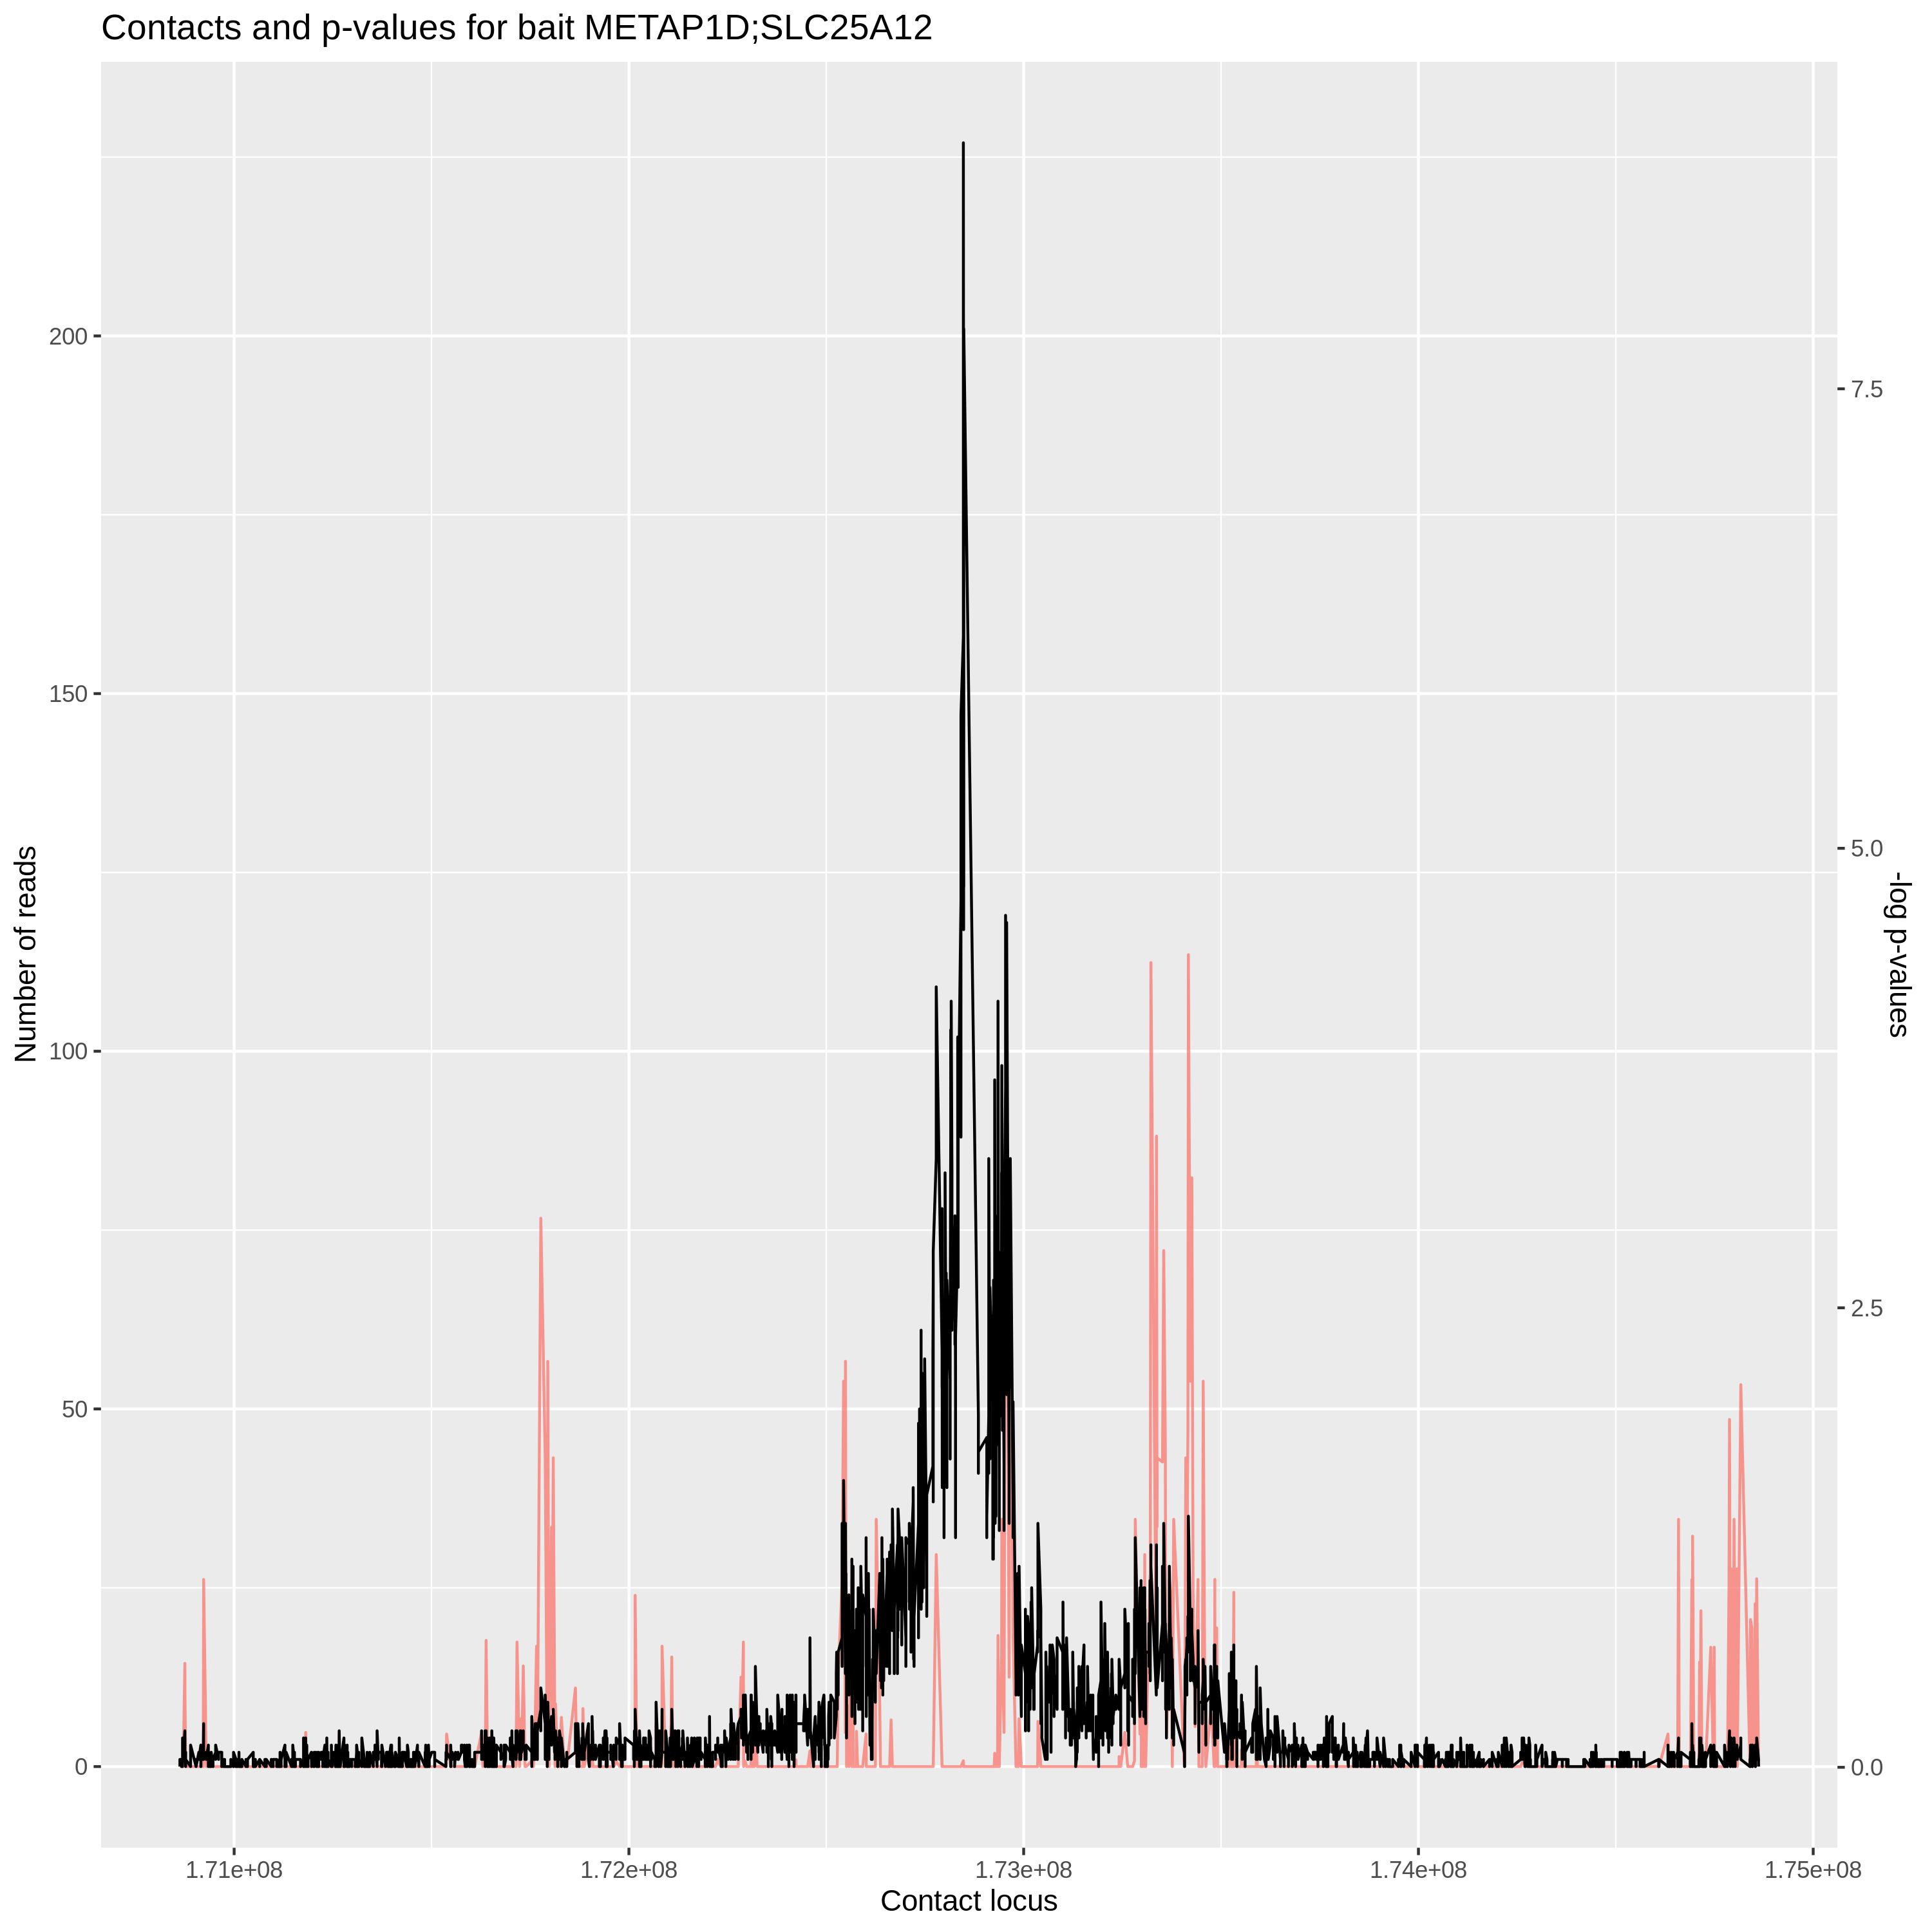 Contacts and p-values for bait METAP1D;SLC25A12
200
150
100
50
0
Number of reads
7.5
5.0
2.5
0.0
-log p-values
1.71e+08 1.72e+08 1.73e+08 1.74e+08 1.75e+08
Contact locus